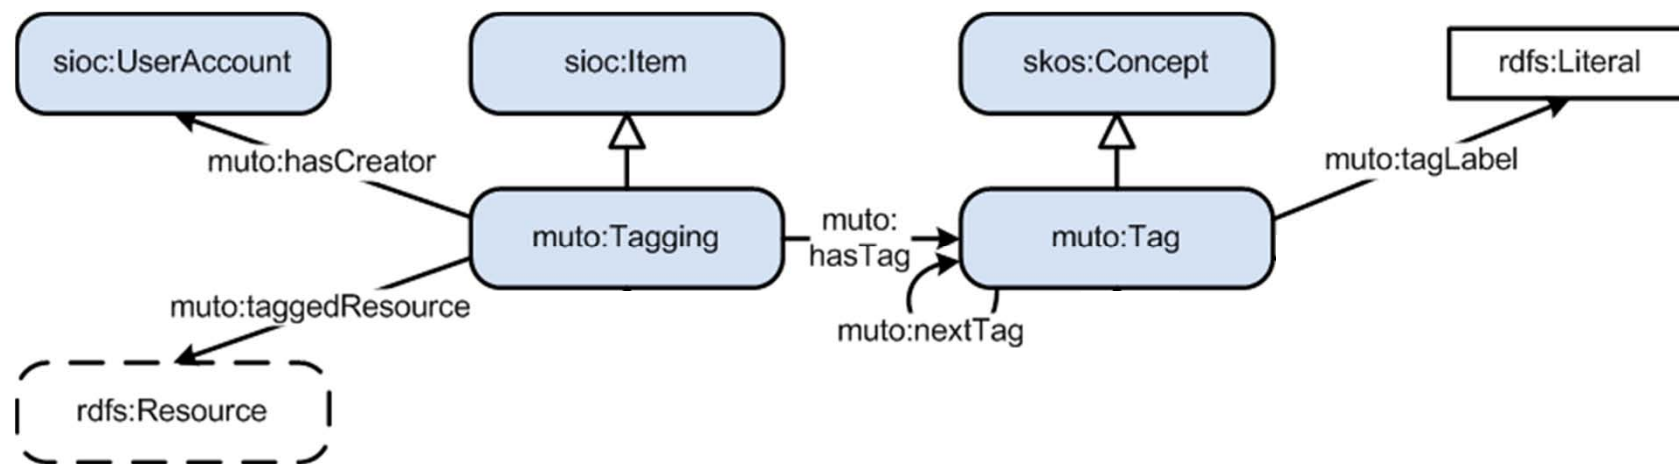 sioc:UserAccount
sioc:Item
skos:Concept
rdfs:Literal
muto:hasCreator
muto:tagLabel
muto:Tagging
muto:
hasTag
muto:Tag
muto:taggedResource
muto:nextTag
rdfs:Resource